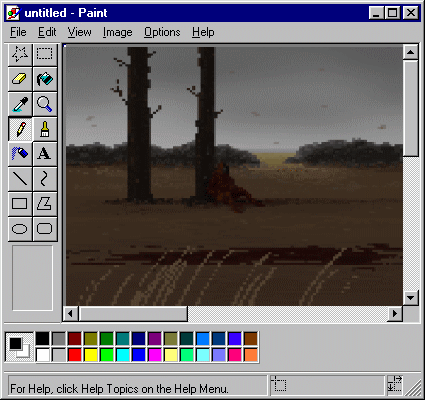 untitled - Paint
File Edit View Image Options Help
A
For Help, click Help Topics on the Help Menu.